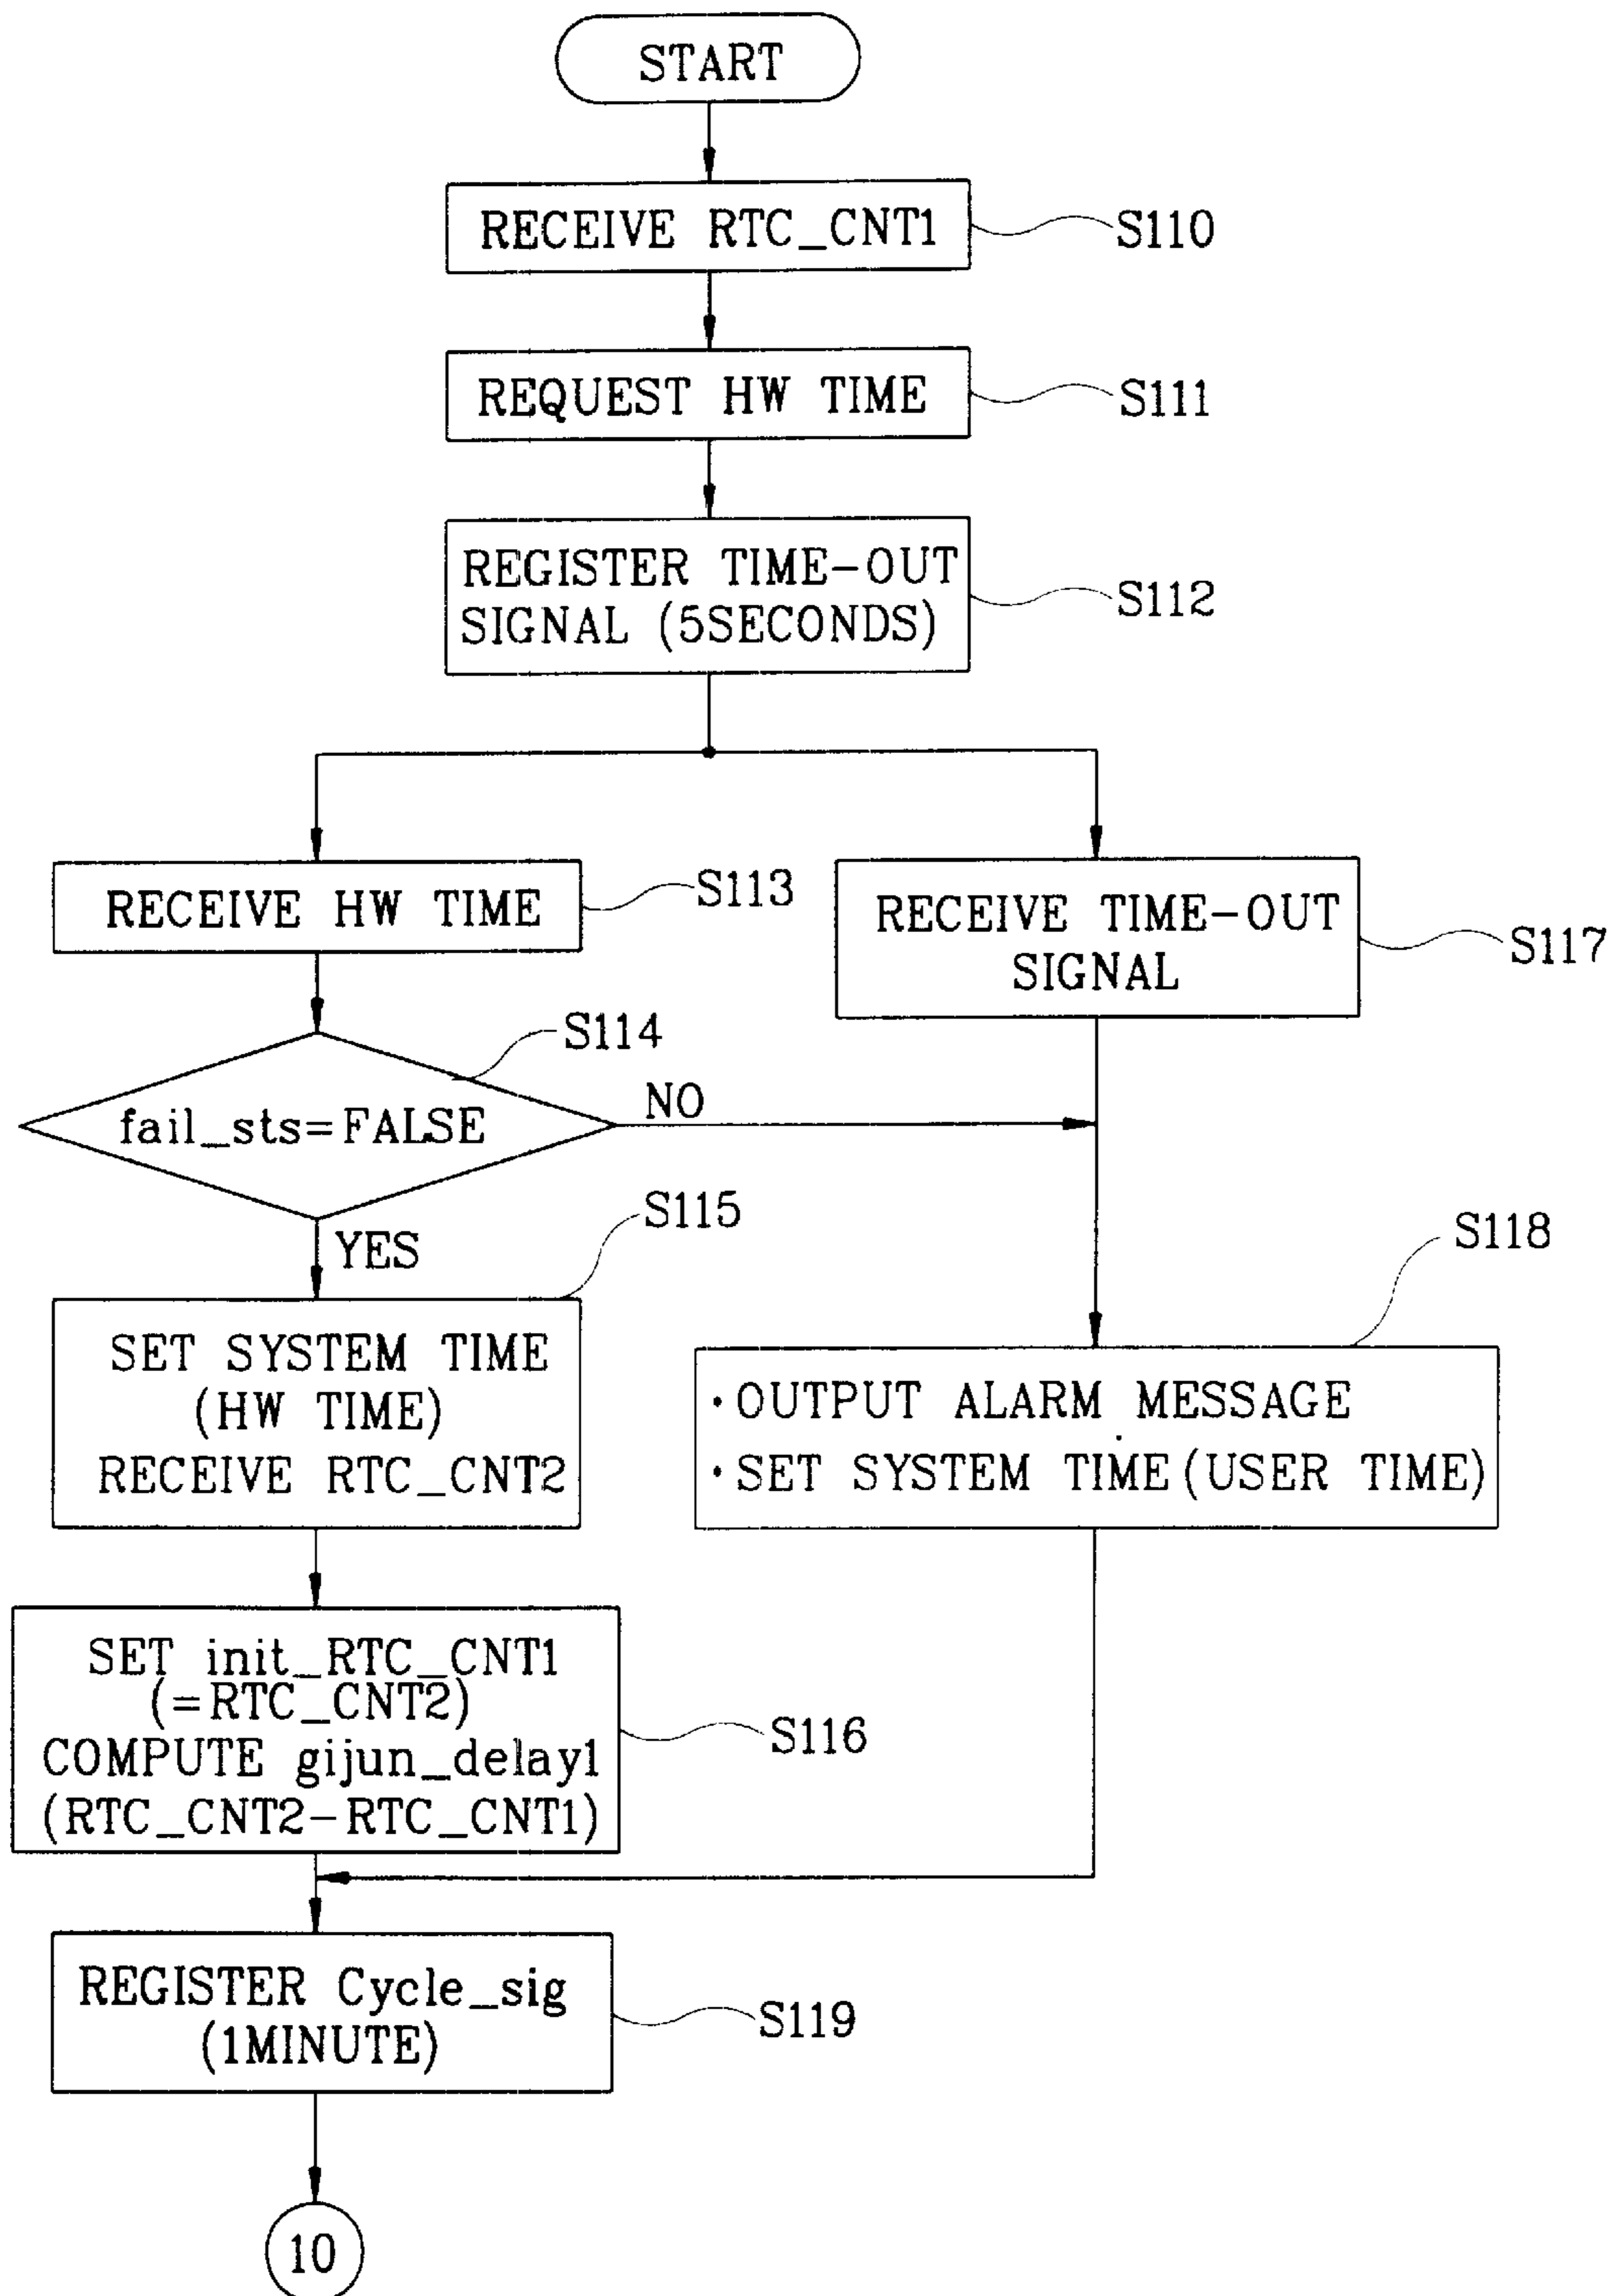 START
RECEIVE RTC_CNT1
S110
REQUEST HW TIME
S111
REGISTER TIME-OUT
SIGNAL (5SECONDS)
S112
RECEIVE HW TIME
S113
RECEIVE TIME-OUT
SIGNAL
S117
S114
fail_sts=FALSE
NO
YES
S115
SET SYSTEM TIME
(HW TIME)
RECEIVE RTC_CNT2
S118
·OUTPUT ALARM MESSAGE
·SET SYSTEM TIME(USER TIME)
SET init_RTC_CNT1
(=RTC_CNT2)
COMPUTE gijun_delay1
(RTC_CNT2-RTC_CNT1)
S116
REGISTER Cycle_sig
(1MINUTE)
S119
10